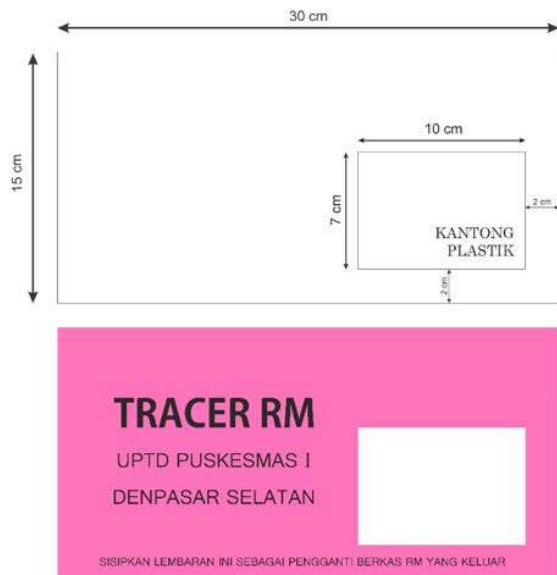 30 cm
15 cm
10 cm
7 cm
2 cm
KANTONG
PLASTIK
2 cm
TRACER RM
UPTD PUSKESMAS I
DENPASAR SELATAN
SISIPKAN LEMBARAN INI SEBAGAI PENGGANTI BERKAS RM YANG KELUAR